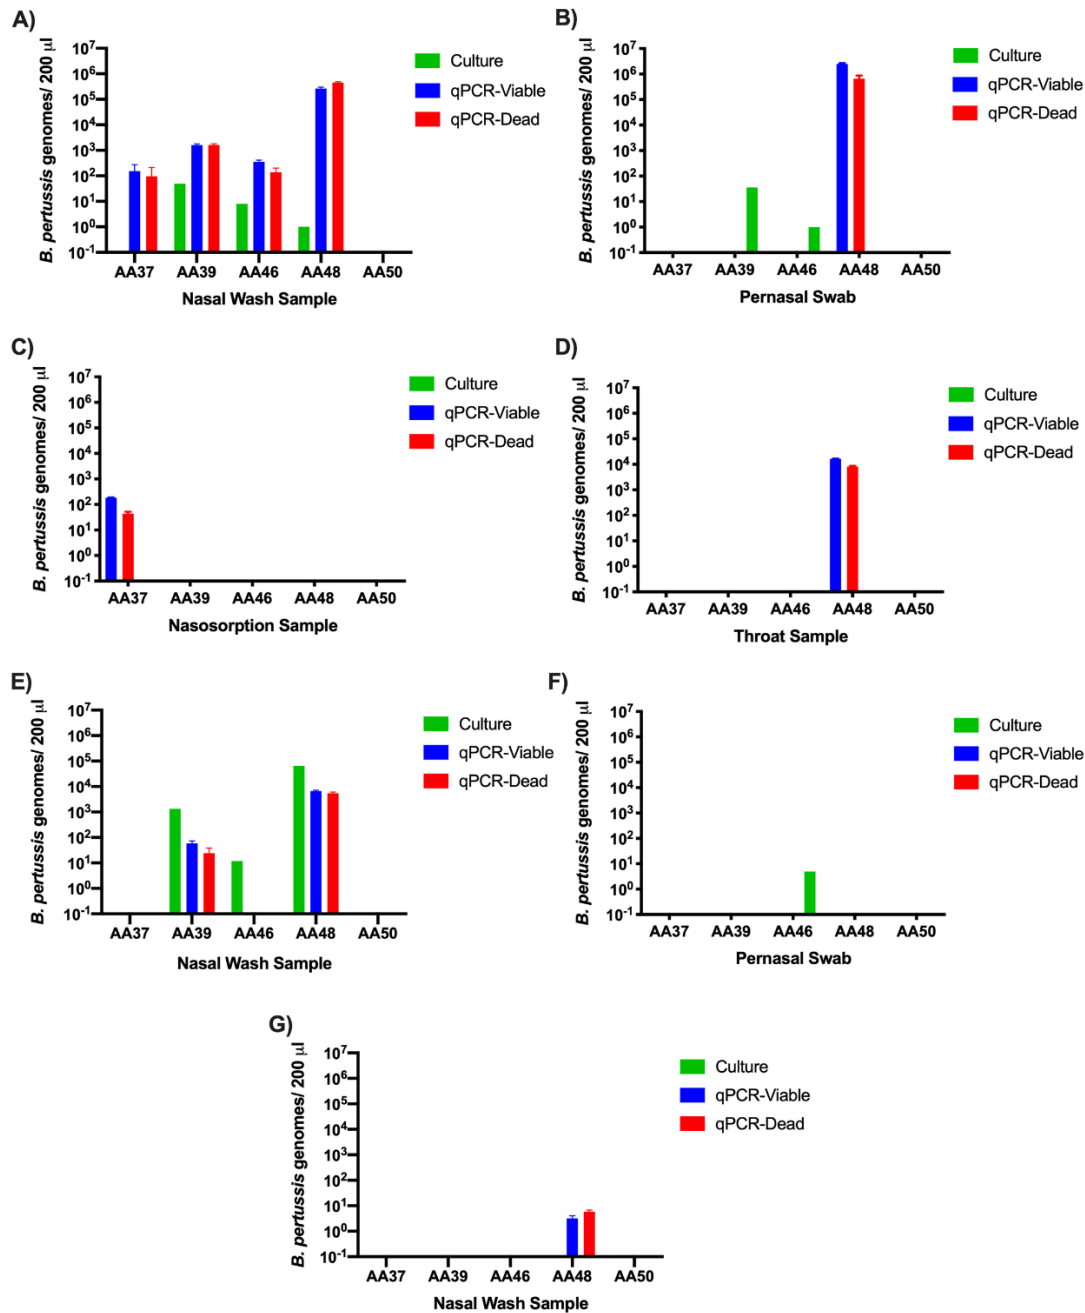 A)
B. pertussis genomes/ 200 µl
10^7
10^6
10^5
10^4
10^3
10^2
10^1
10^0
10^-1
AA37 AA39 AA46 AA48 AA50
Nasal Wash Sample
Culture
qPCR-Viable
qPCR-Dead
B)
B. pertussis genomes/ 200 µl
10^7
10^6
10^5
10^4
10^3
10^2
10^1
10^0
10^-1
AA37 AA39 AA46 AA48 AA50
Pernasal Swab
Culture
qPCR-Viable
qPCR-Dead
C)
B. pertussis genomes/ 200 µl
10^7
10^6
10^5
10^4
10^3
10^2
10^1
10^0
10^-1
AA37 AA39 AA46 AA48 AA50
Nasosorption Sample
Culture
qPCR-Viable
qPCR-Dead
D)
B. pertussis genomes/ 200 µl
10^7
10^6
10^5
10^4
10^3
10^2
10^1
10^0
10^-1
AA37 AA39 AA46 AA48 AA50
Throat Sample
Culture
qPCR-Viable
qPCR-Dead
E)
B. pertussis genomes/ 200 µl
10^7
10^6
10^5
10^4
10^3
10^2
10^1
10^0
10^-1
AA37 AA39 AA46 AA48 AA50
Nasal Wash Sample
Culture
qPCR-Viable
qPCR-Dead
F)
B. pertussis genomes/ 200 µl
10^7
10^6
10^5
10^4
10^3
10^2
10^1
10^0
10^-1
AA37 AA39 AA46 AA48 AA50
Pernasal Swab
Culture
qPCR-Viable
qPCR-Dead
G)
B. pertussis genomes/ 200 µl
10^7
10^6
10^5
10^4
10^3
10^2
10^1
10^0
10^-1
AA37 AA39 AA46 AA48 AA50
Nasal Wash Sample
Culture
qPCR-Viable
qPCR-Dead